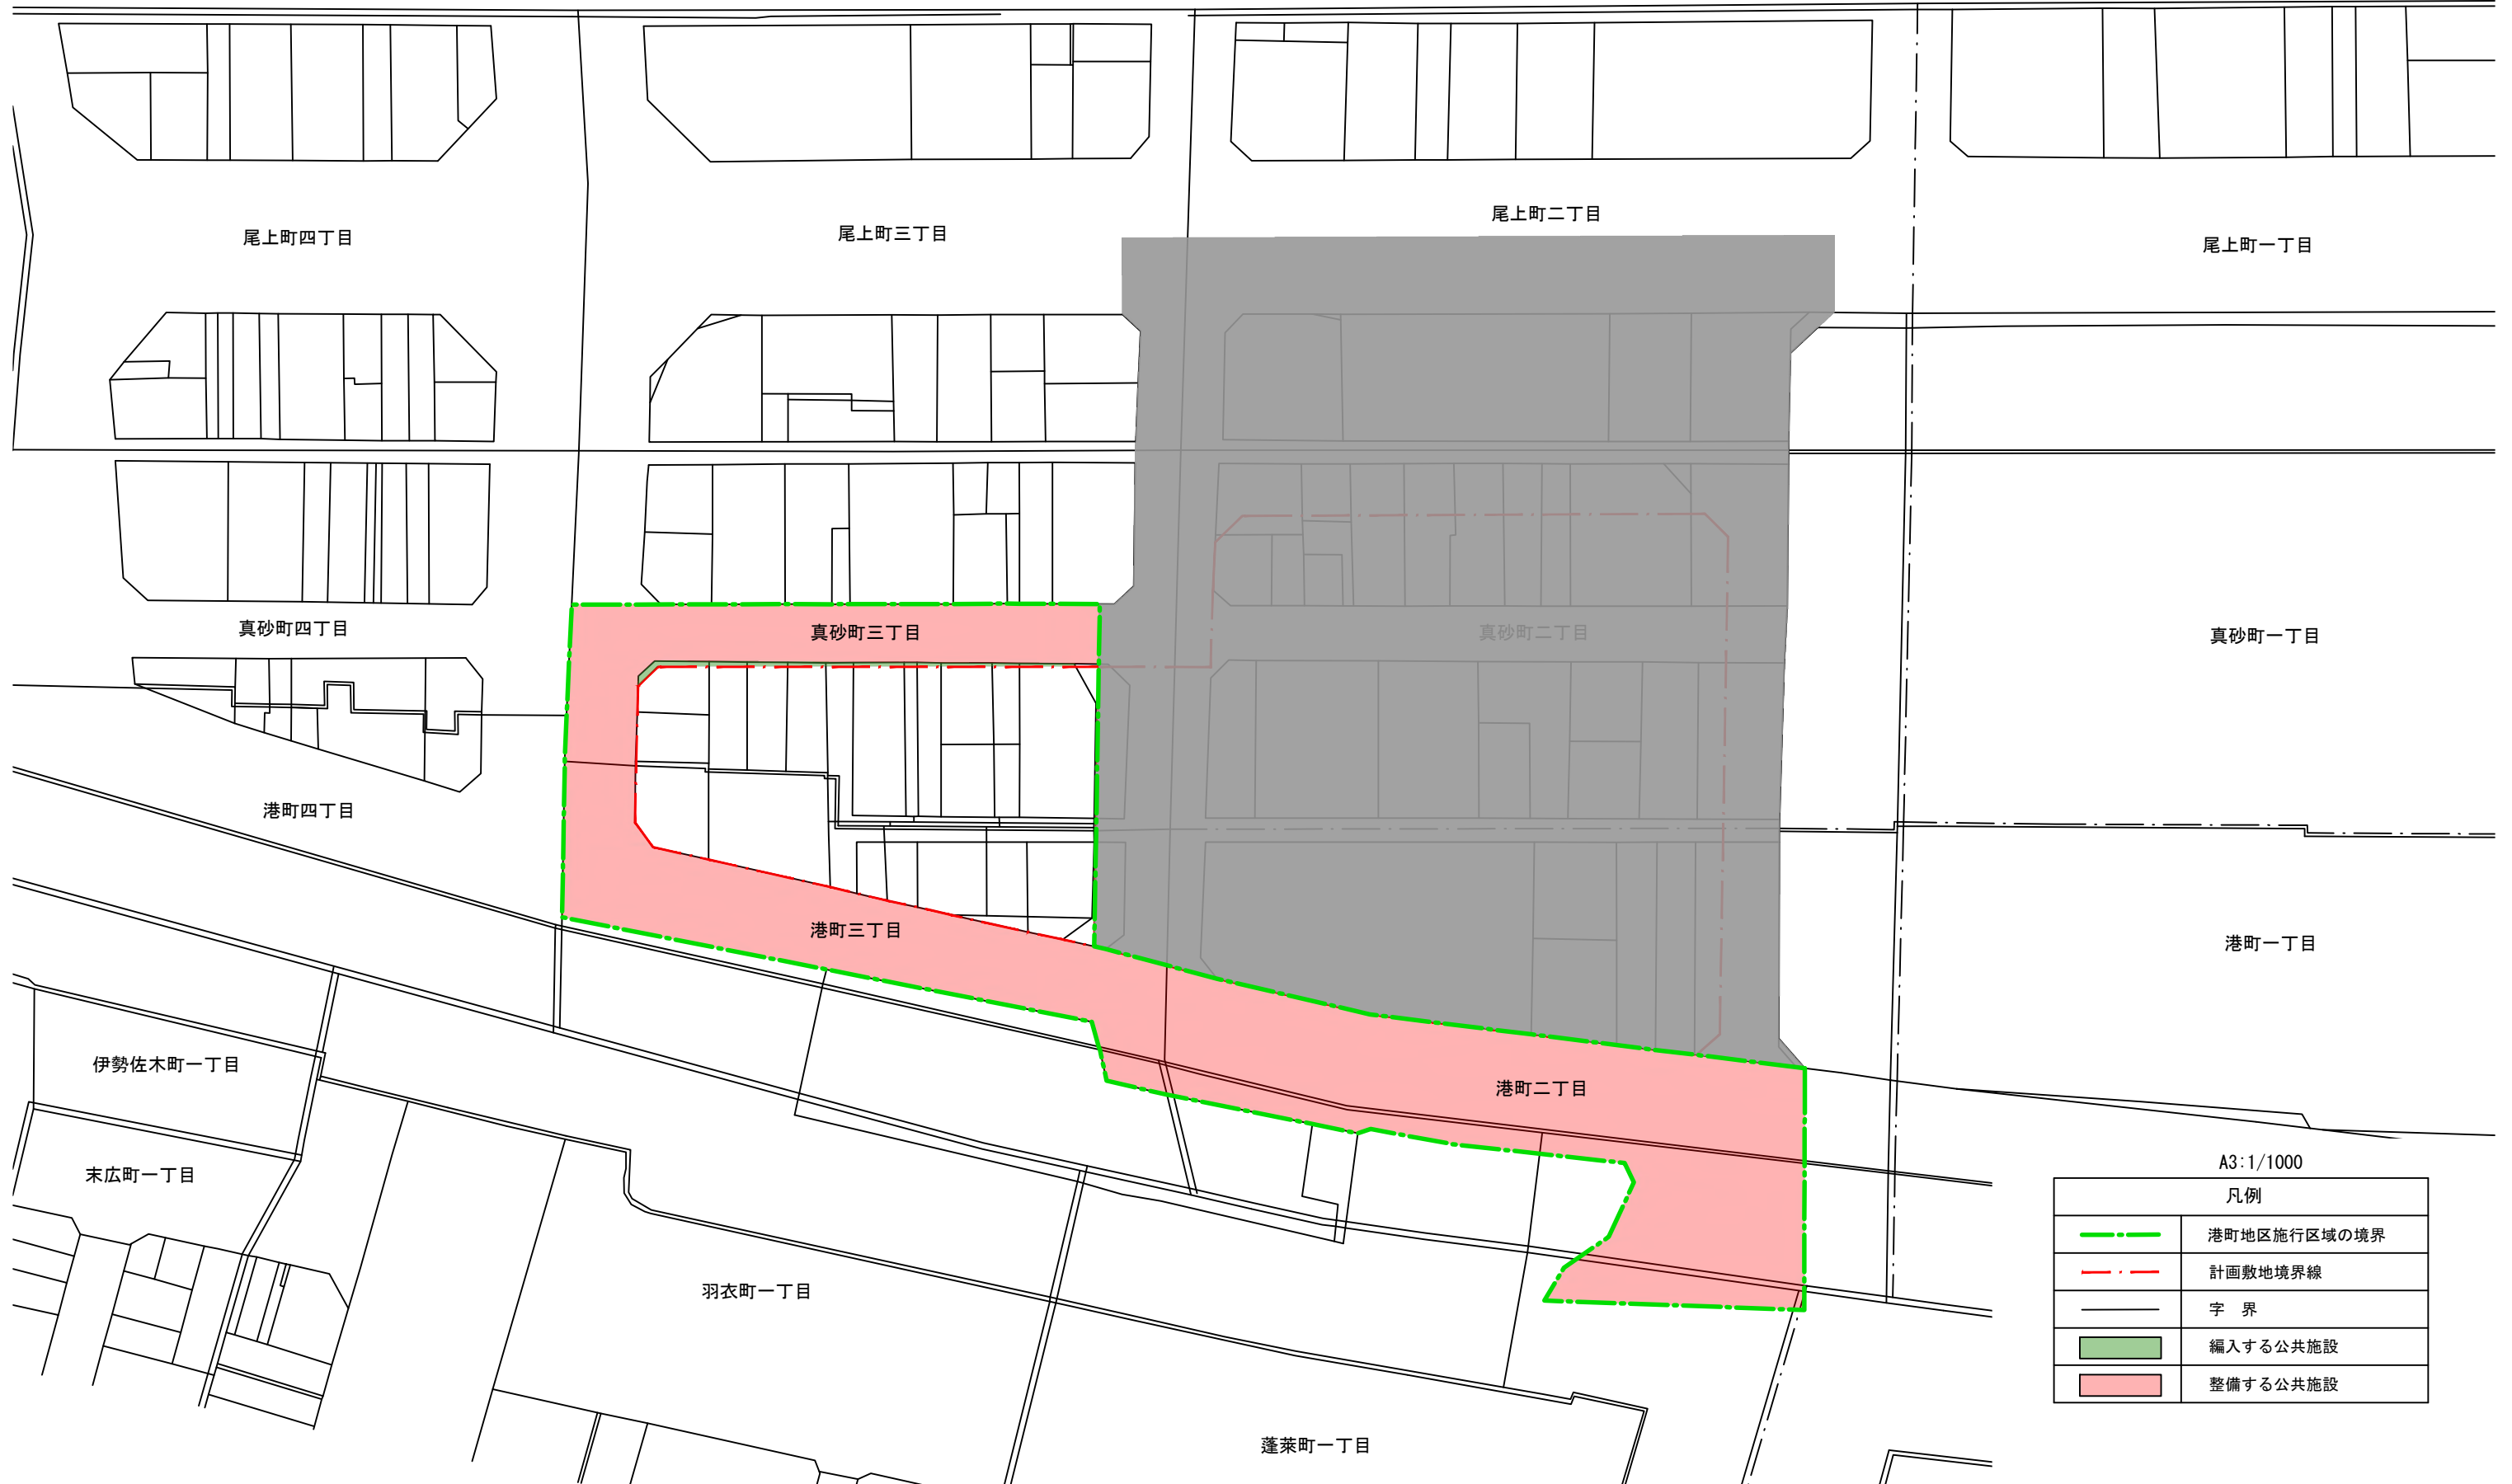 尾上町四丁目
尾上町三丁目
尾上町二丁目
尾上町一丁目
真砂町四丁目
真砂町三丁目
真砂町二丁目
真砂町一丁目
港町四丁目
港町三丁目
港町二丁目
港町一丁目
伊勢佐木町一丁目
末広町一丁目
羽衣町一丁目
蓬莱町一丁目
A3:1/1000
凡例
港町地区施行区域の境界
計画敷地境界線
字　界
編入する公共施設
整備する公共施設